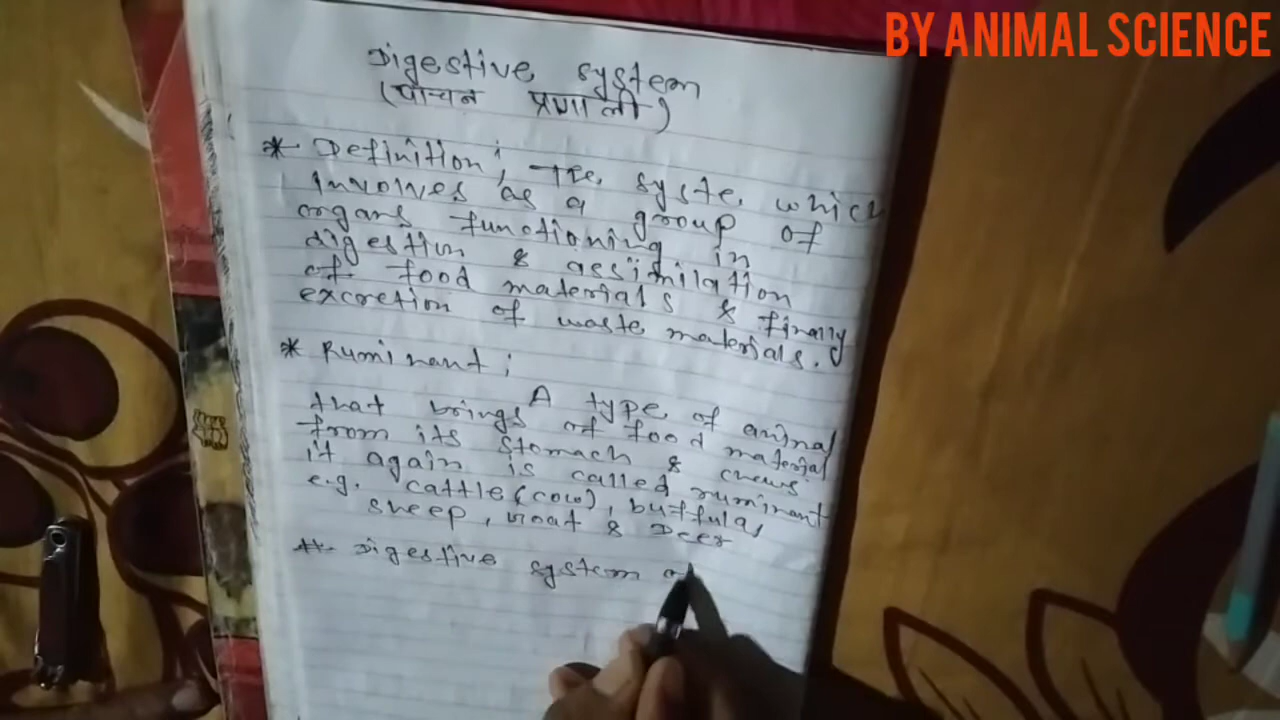 BY ANIMAL SCIENCE
Digestive system
(पाचन प्रणाली)
* Definition; The syste which
involves as a group of
organs functioning in
digestion & assimilation
of food materials & finally
excretion of waste materials.
* Ruminant;
A type of animal
that brings of food material
from its stomach & chews
it again is called ruminant
e.g. cattle (cow), buffulas
sheep, Goat & Deer
** Digestive system of